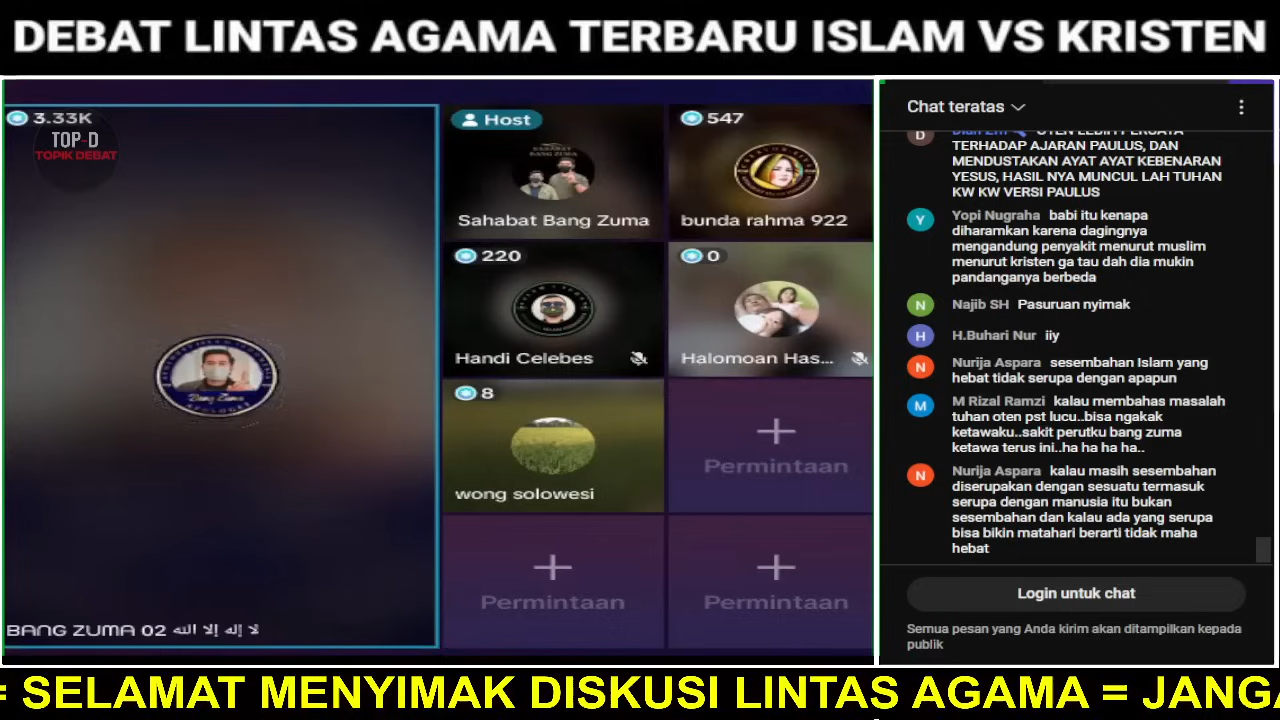 DEBAT LINTAS AGAMA TERBARU ISLAM VS KRISTEN
3.33K
TOP-D
TOPIK DEBAT
BANG ZUMA 02 لا إله إلا الله
Host
Sahabat Bang Zuma
547
bunda rahma 922
220
Handi Celebes
0
Halomoan Has...
8
wong solowesi
Permintaan
Permintaan
Permintaan
Chat teratas
TERHADAP AJARAN PAULUS, DAN
MENDUSTAKAN AYAT AYAT KEBENARAN
YESUS, HASIL NYA MUNCUL LAH TUHAN
KW KW VERSI PAULUS
Yopi Nugraha babi itu kenapa
diharamkan karena dagingnya
mengandung penyakit menurut muslim
menurut kristen ga tau dah dia mukin
pandanganya berbeda
Najib SH Pasuruan nyimak
H.Buhari Nur iiy
Nurija Aspara sesembahan Islam yang
hebat tidak serupa dengan apapun
M Rizal Ramzi kalau membahas masalah
tuhan oten pst lucu..bisa ngakak
ketawaku..sakit perutku bang zuma
ketawa terus ini..ha ha ha ha..
Nurija Aspara kalau masih sesembahan
diserupakan dengan sesuatu termasuk
serupa dengan manusia itu bukan
sesembahan dan kalau ada yang serupa
bisa bikin matahari berarti tidak maha
hebat
Login untuk chat
Semua pesan yang Anda kirim akan ditampilkan kepada
publik
= SELAMAT MENYIMAK DISKUSI LINTAS AGAMA = JANGA